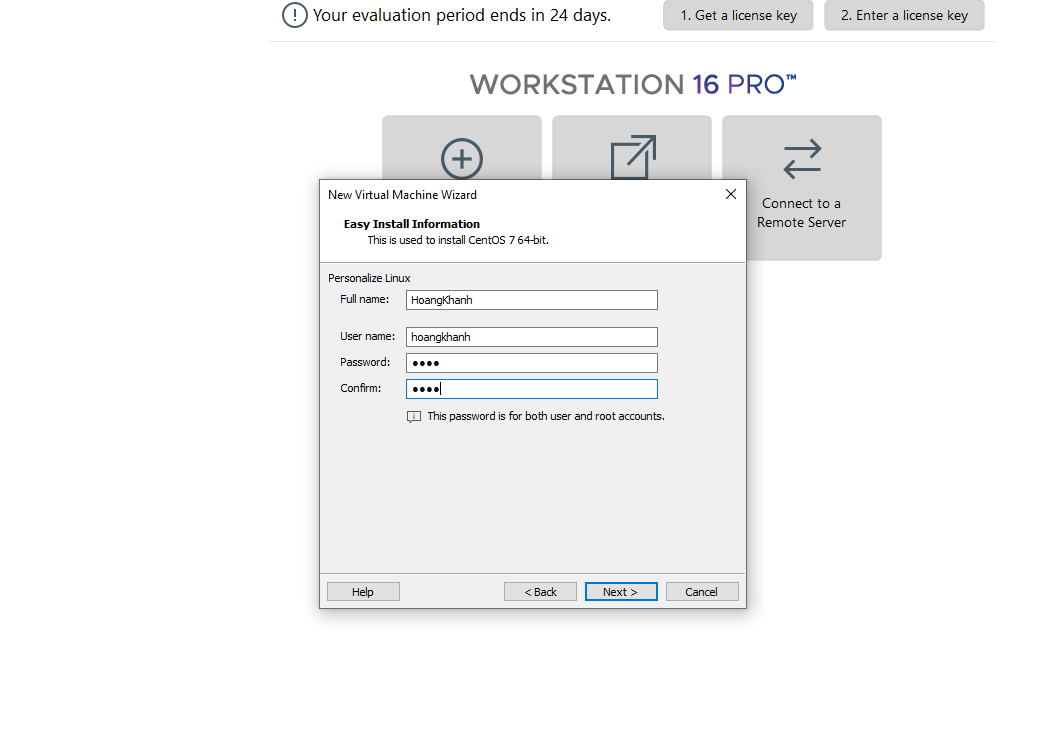 Your evaluation period ends in 24 days.
1. Get a license key
2. Enter a license key
WORKSTATION 16 PRO™
Connect to a
Remote Server
New Virtual Machine Wizard
Easy Install Information
This is used to install CentOS 7 64-bit.
Personalize Linux
Full name: HoangKhanh
User name: hoangkhanh
Password: ●●●●
Confirm: ●●●●
This password is for both user and root accounts.
Help
< Back
Next >
Cancel